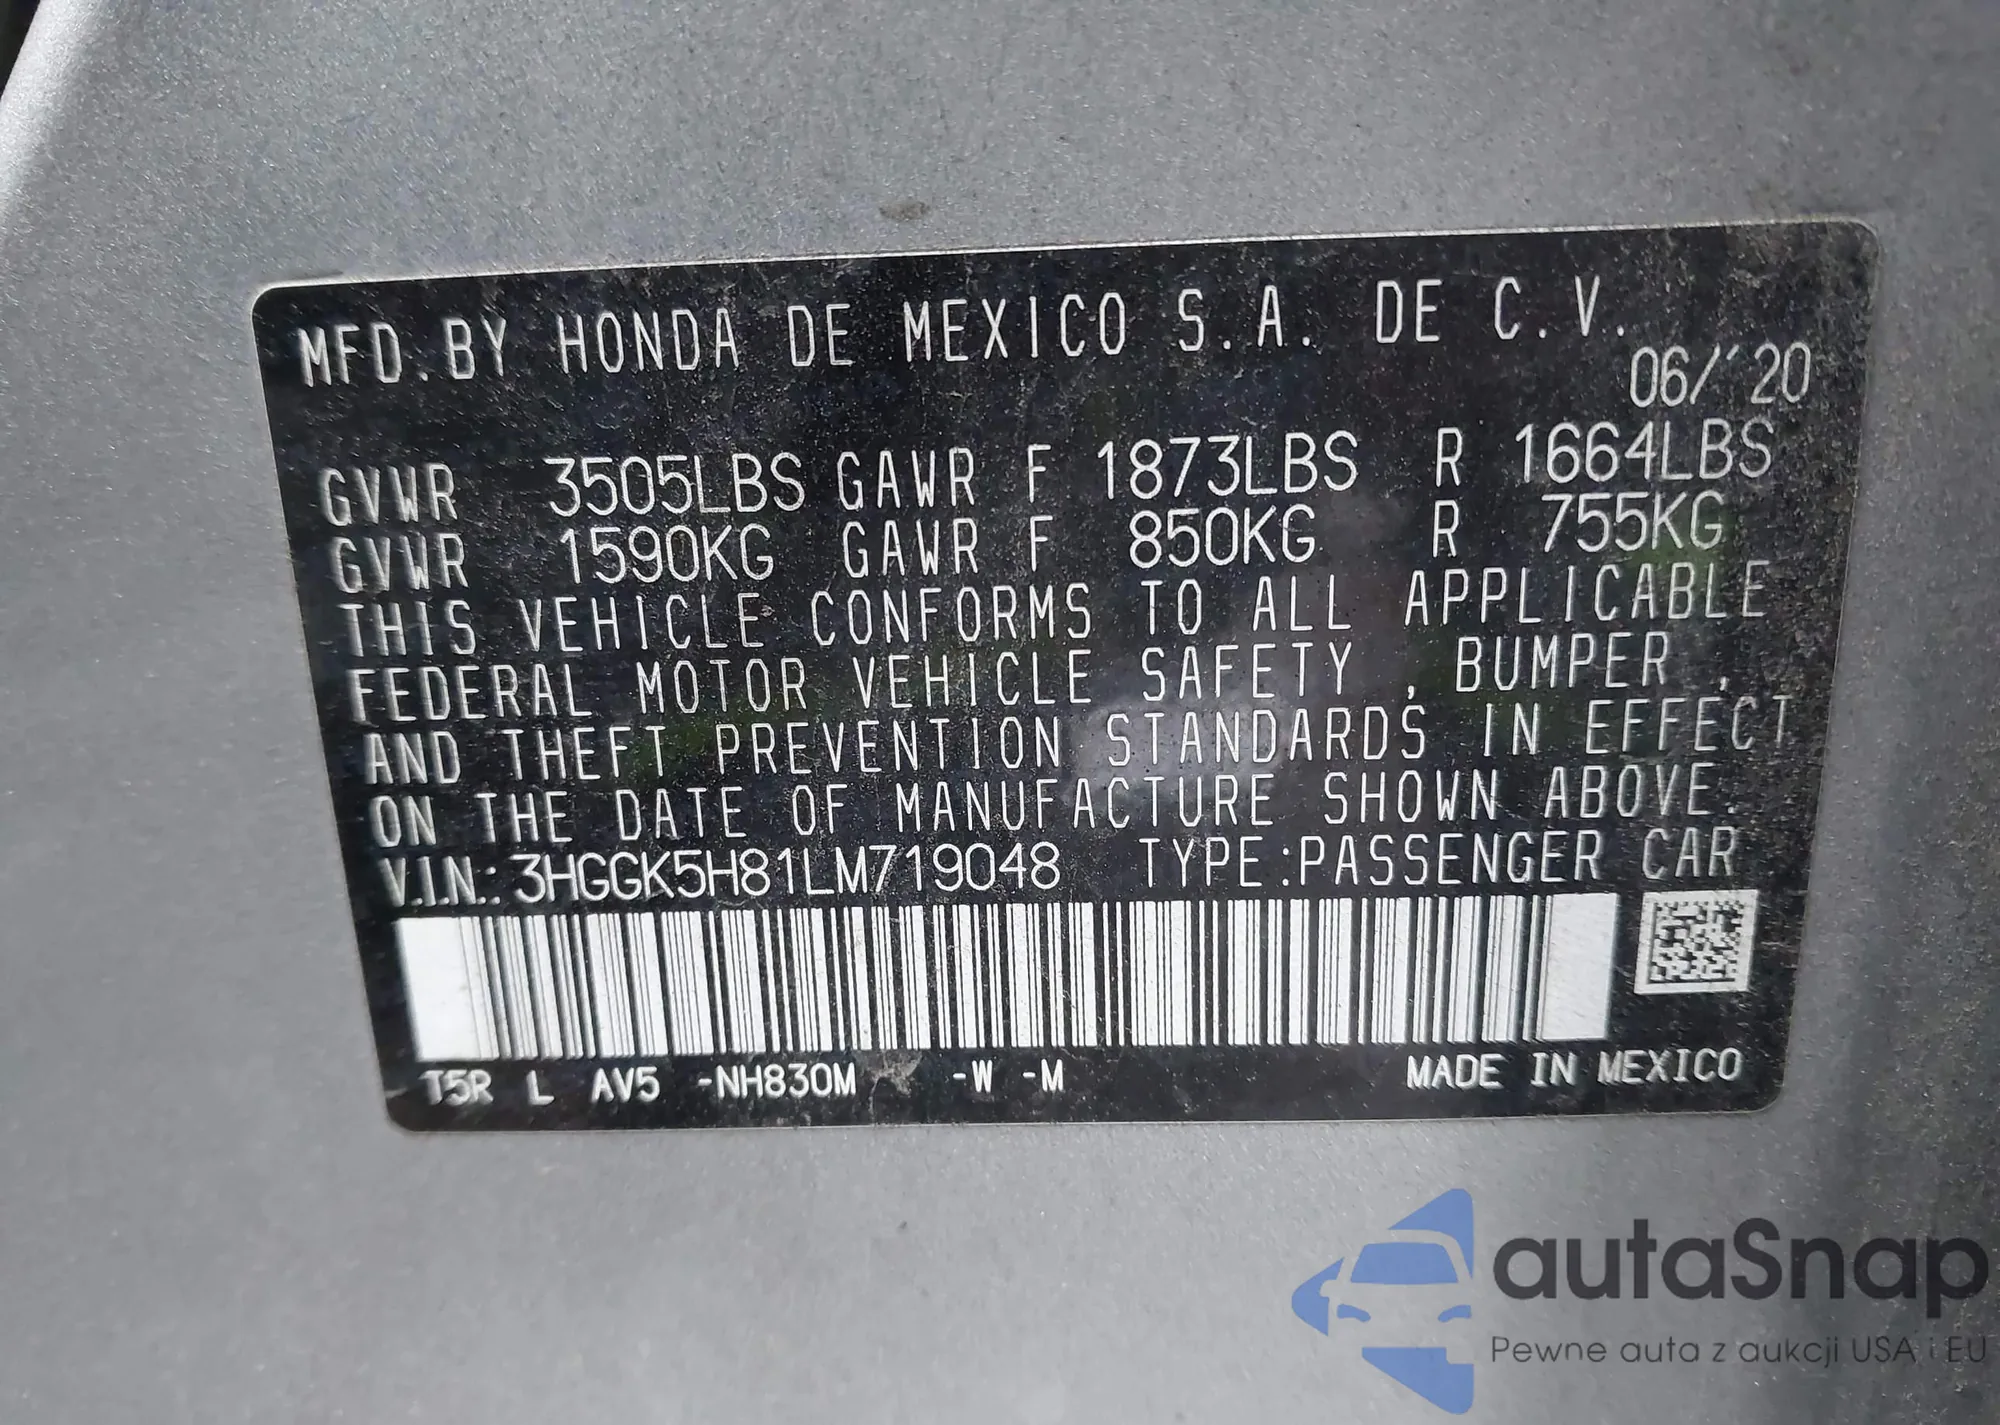 MFD.BY HONDA DE MEXICO S.A. DE C.V.
06/'20
GVWR 3505LBS GAWR F 1873LBS R 1664LBS
GVWR 1590KG GAWR F 850KG R 755KG
THIS VEHICLE CONFORMS TO ALL APPLICABLE
FEDERAL MOTOR VEHICLE SAFETY , BUMPER ,
AND THEFT PREVENTION STANDARDS IN EFFECT
ON THE DATE OF MANUFACTURE SHOWN ABOVE.
V.I.N.: 3HGGK5H81LM719048 TYPE:PASSENGER CAR
T5R L AV5 -NH830M -W -M MADE IN MEXICO
autaSnap
Pewne auta z aukcji USA i EU